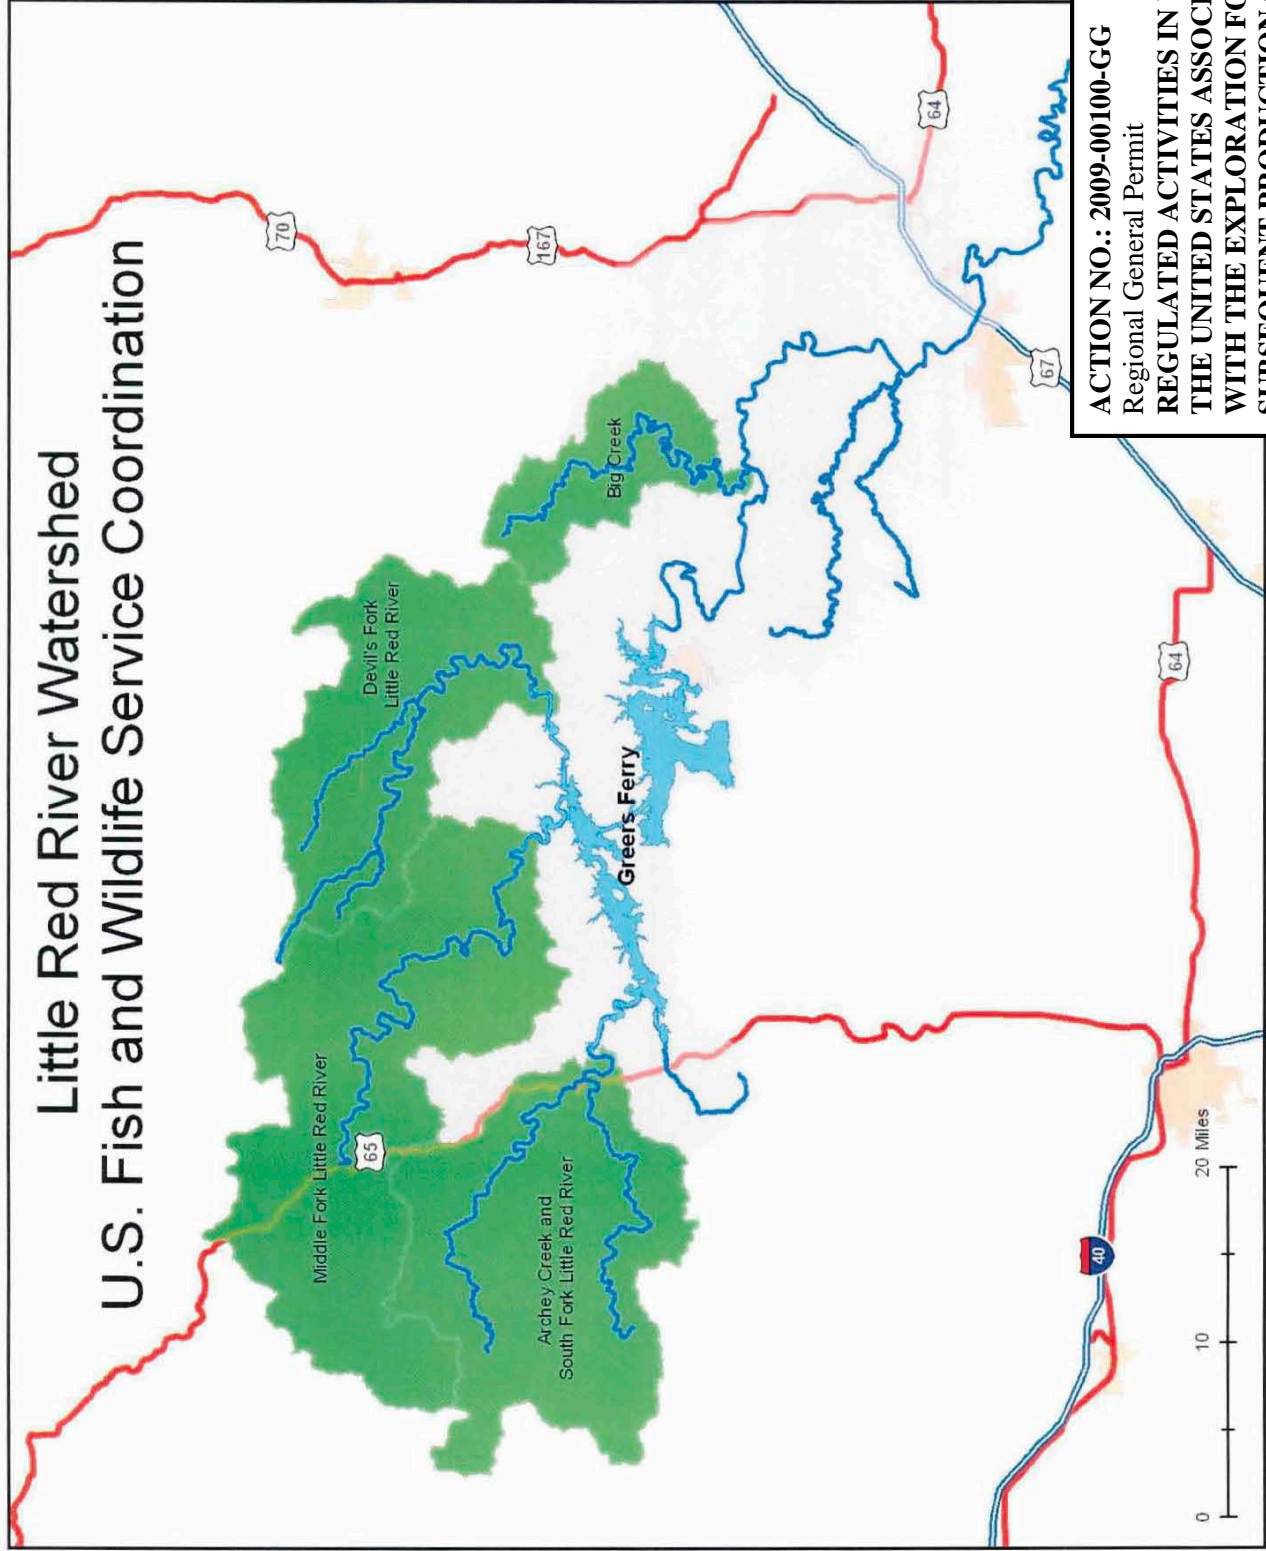 Little Red River Watershed
U.S. Fish and Wildlife Service Coordination
Middle Fork Little Red River
65
Archey Creek and
South Fork Little Red River
Devil's Fork
Little Red River
Big Creek
Greers Ferry
70
167
64
67
64
40
0 10 20 Miles
ACTION NO.: 2009-00100-GG
Regional General Permit
REGULATED ACTIVITIES IN
THE UNITED STATES
WITH THE EXPLORATION